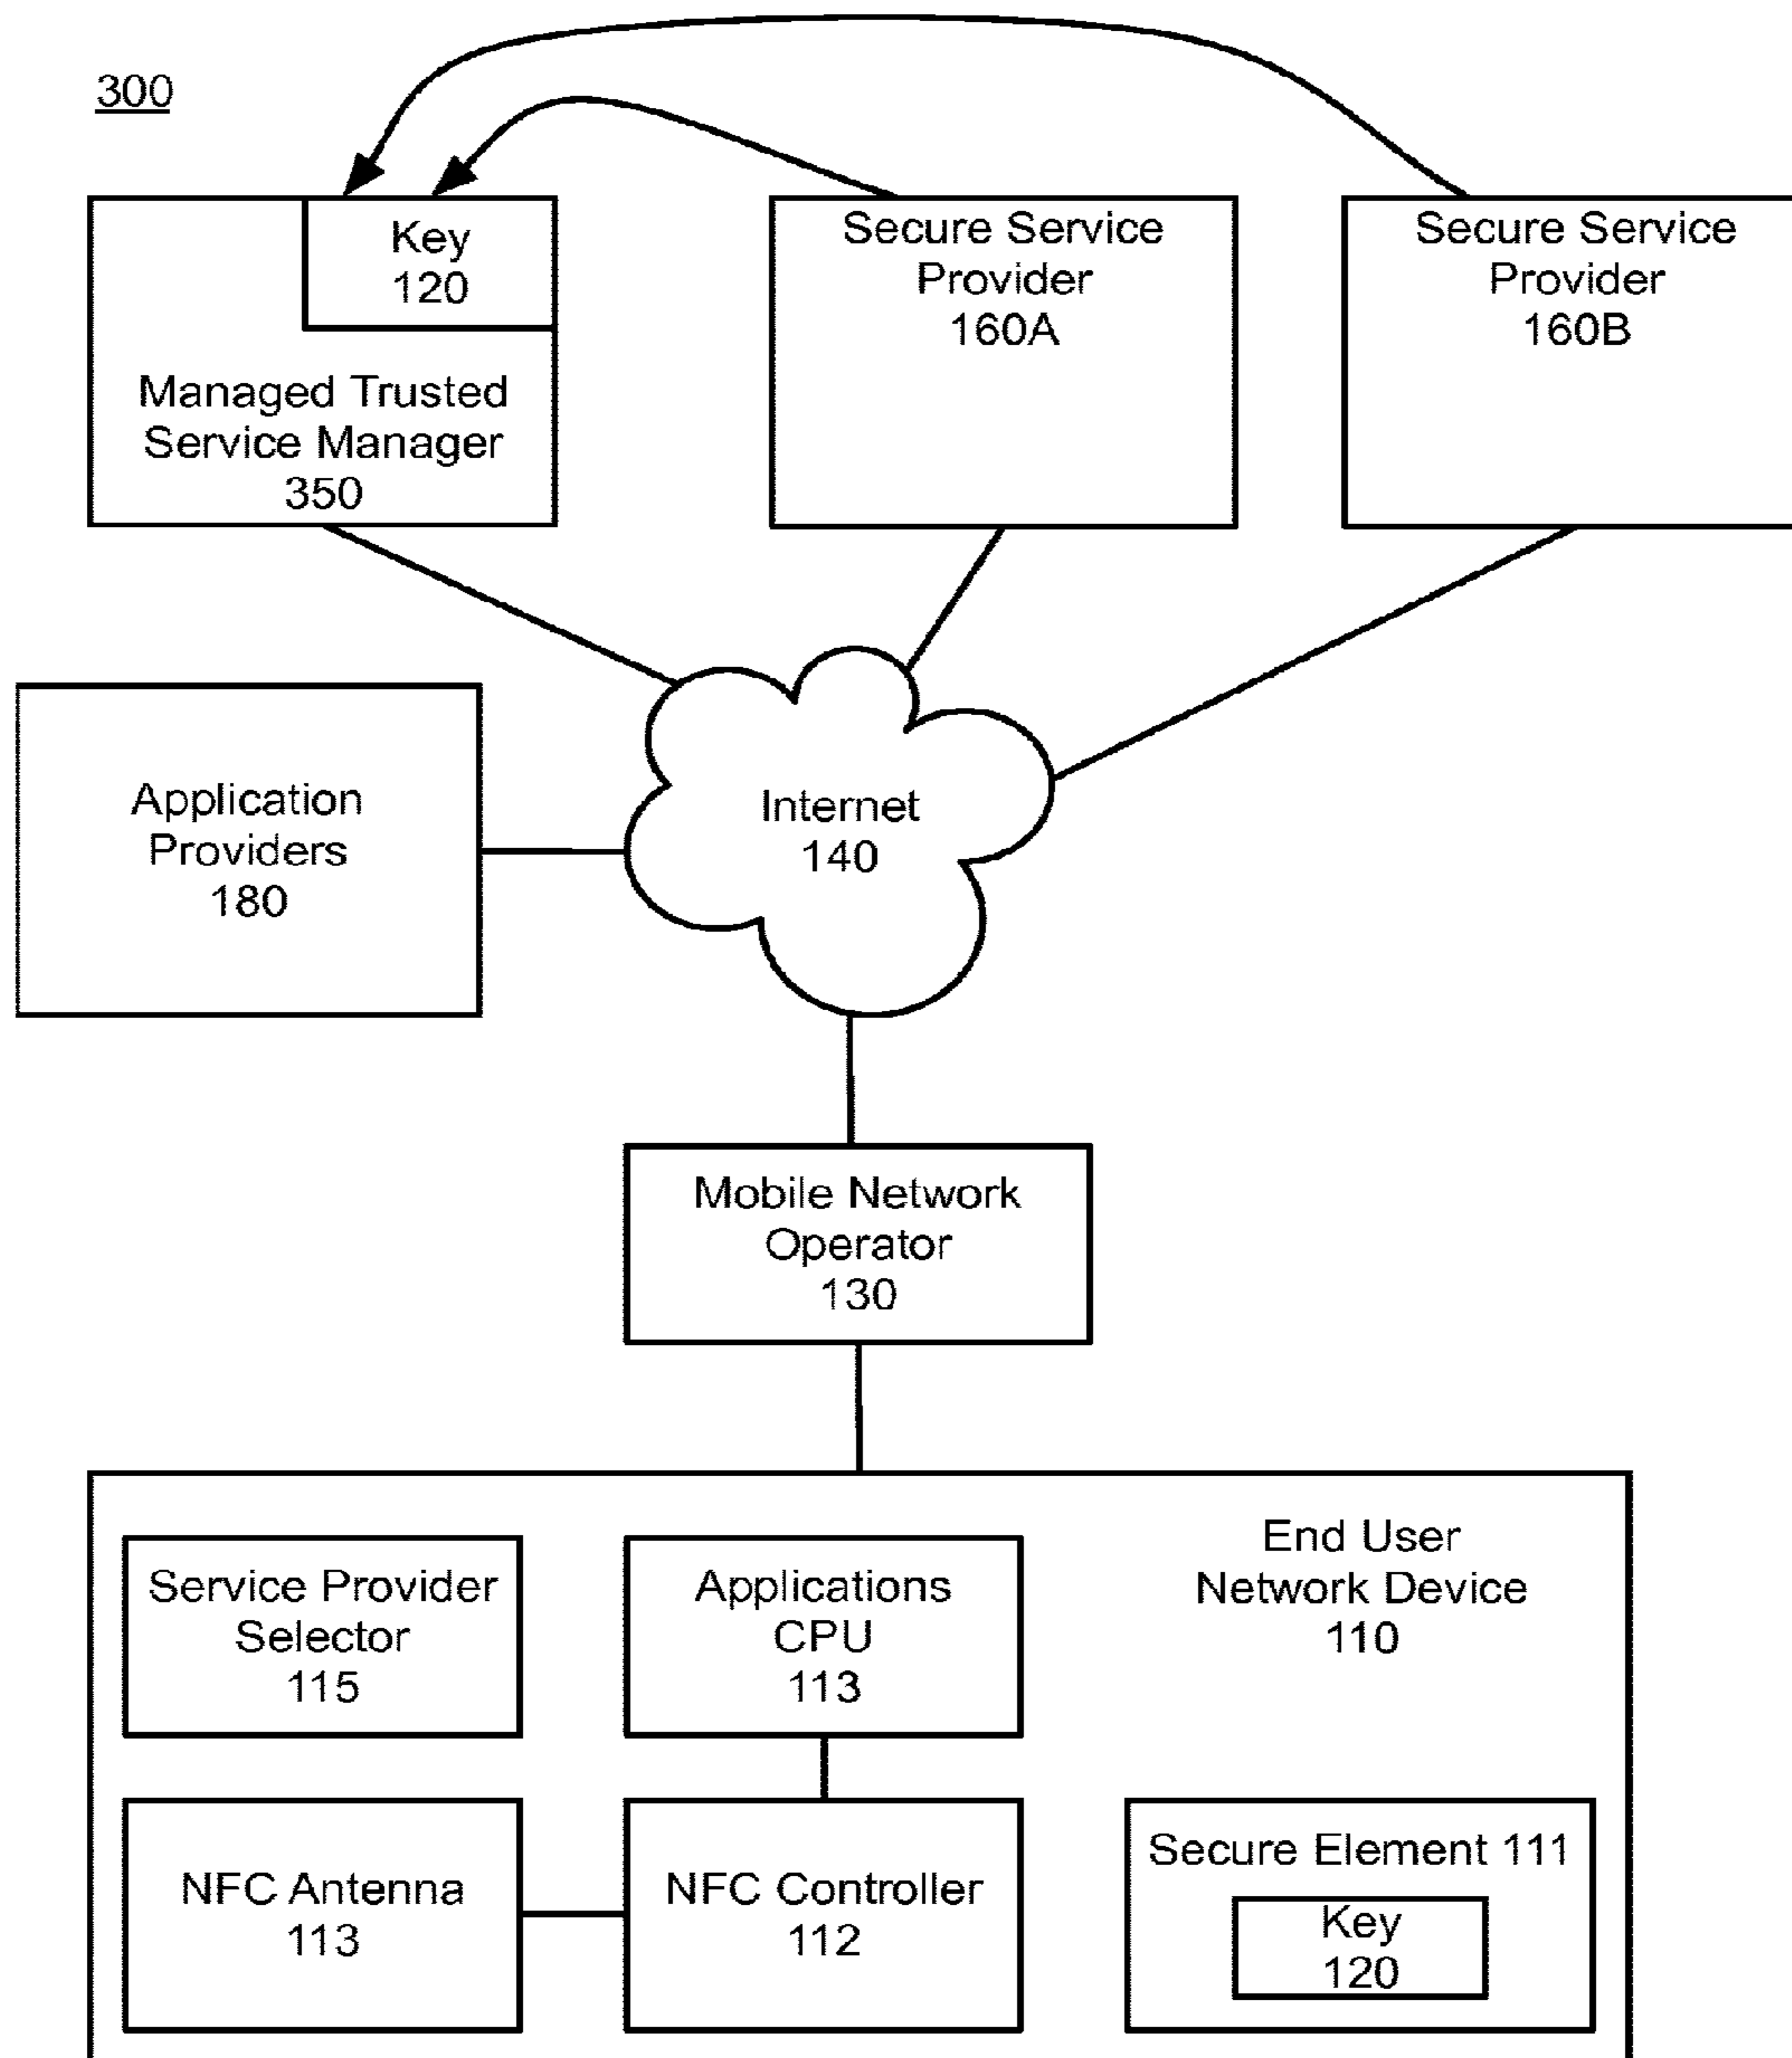 300
Key
120
Managed Trusted
Service Manager
350
Secure Service
Provider
160A
Secure Service
Provider
160B
Application
Providers
180
Internet
140
Mobile Network
Operator
130
End User
Network Device
110
Service Provider
Selector
115
Applications
CPU
113
NFC Antenna
113
NFC Controller
112
Secure Element 111
Key
120